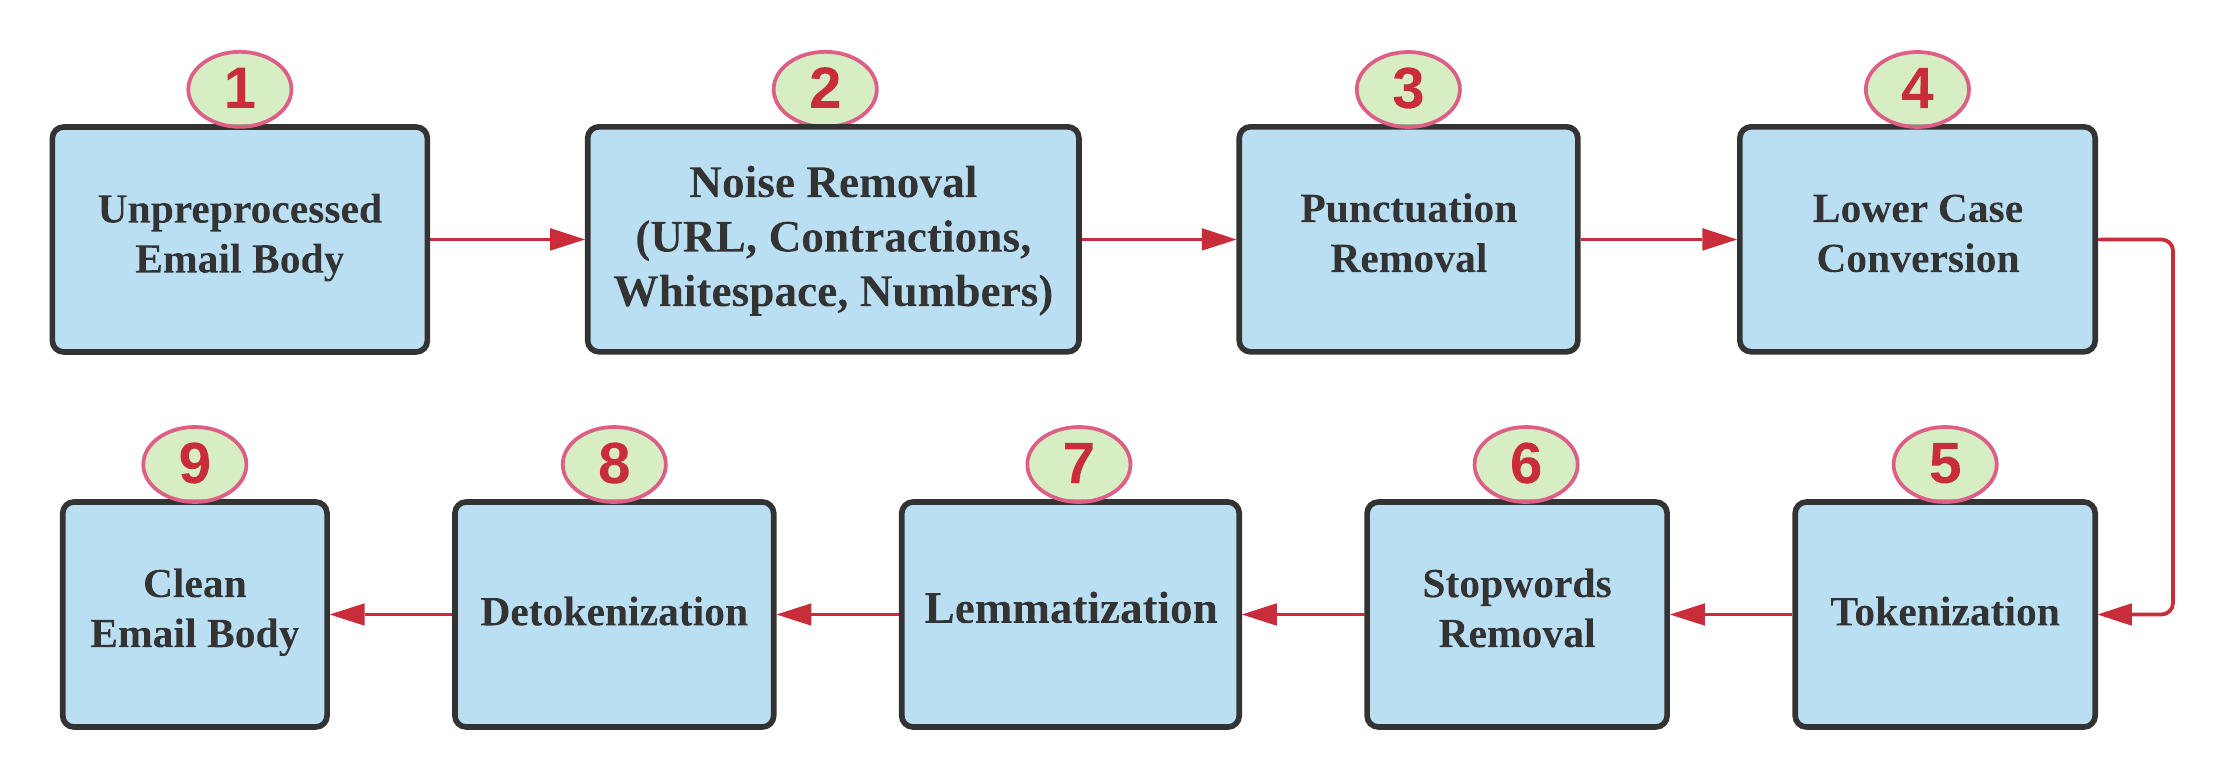 1
Unpreprocessed
Email Body
2
Noise Removal
(URL, Contractions,
Whitespace, Numbers)
3
Punctuation
Removal
4
Lower Case
Conversion
5
Tokenization
6
Stopwords
Removal
7
Lemmatization
8
Detokenization
9
Clean
Email Body